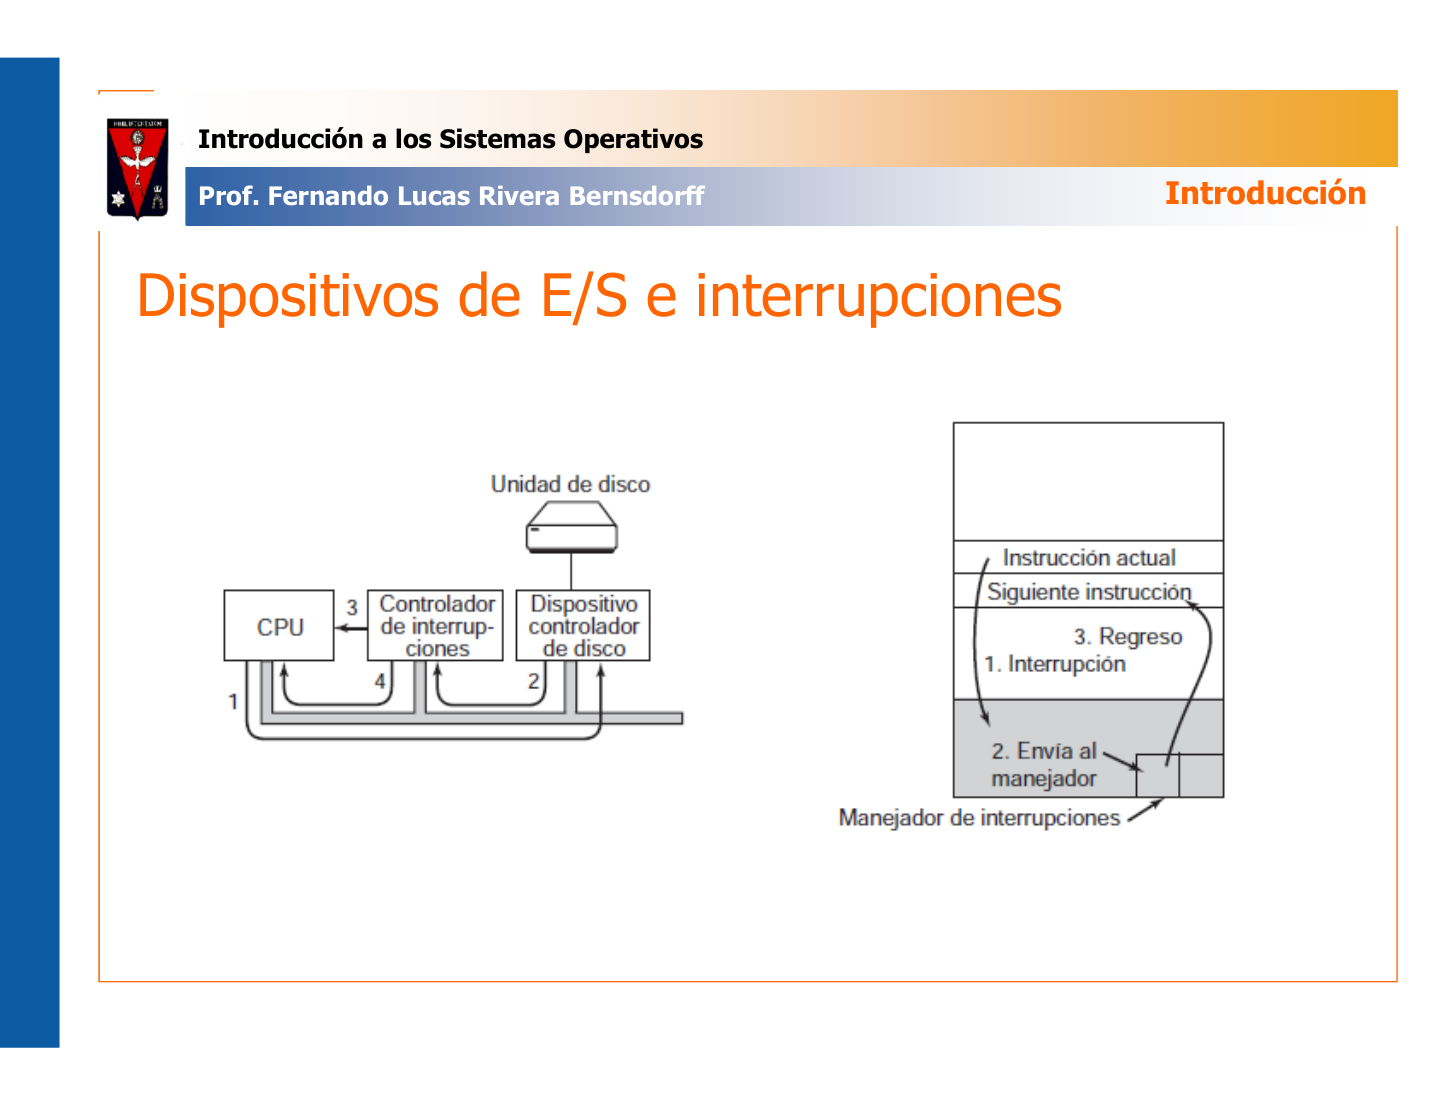 Introducción a los Sistemas Operativos
Prof. Fernando Lucas Rivera Bernsdorff
Introducción
Dispositivos de E/S e interrupciones
Unidad de disco
CPU
3
Controlador
de interrup-
ciones
Dispositivo
controlador
de disco
1
4
2
Instrucción actual
Siguiente instrucción
3. Regreso
1. Interrupción
2. Envía al
manejador
Manejador de interrupciones